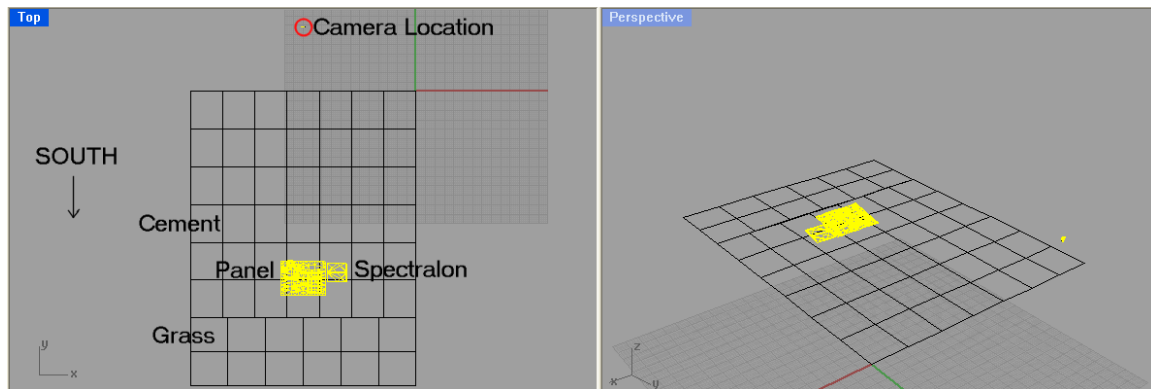 Top
Camera Location
SOUTH
Cement
Panel
Spectralon
Grass
y
x
Perspective
z
x
y